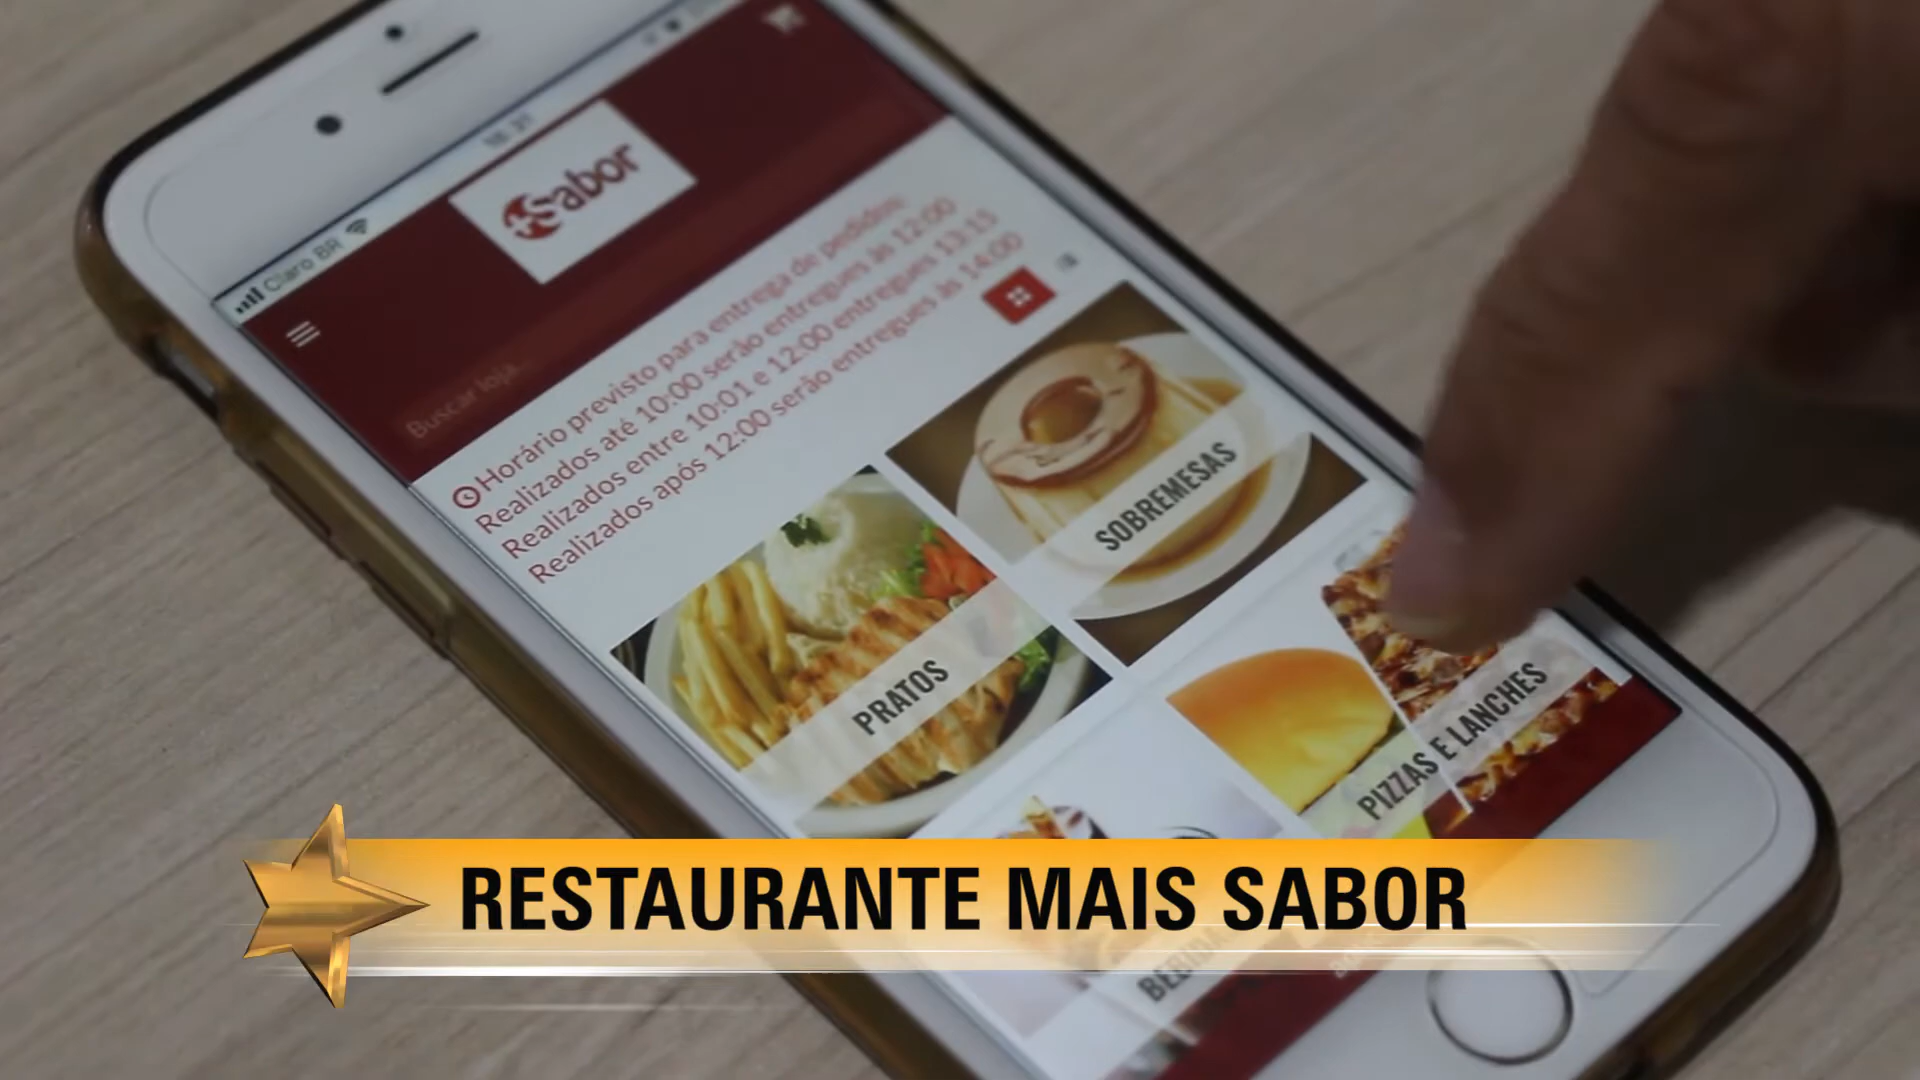 Claro BR
16:31
+Sabor
Buscar loja...
Horário previsto para entrega de pedidos:
Realizados até 10:00 serão entregues às 12:00
Realizados entre 10:01 e 12:00 entregues 13:15
Realizados após 12:00 serão entregues às 14:00
SOBREMESAS
PRATOS
PIZZAS E LANCHES
RESTAURANTE MAIS SABOR